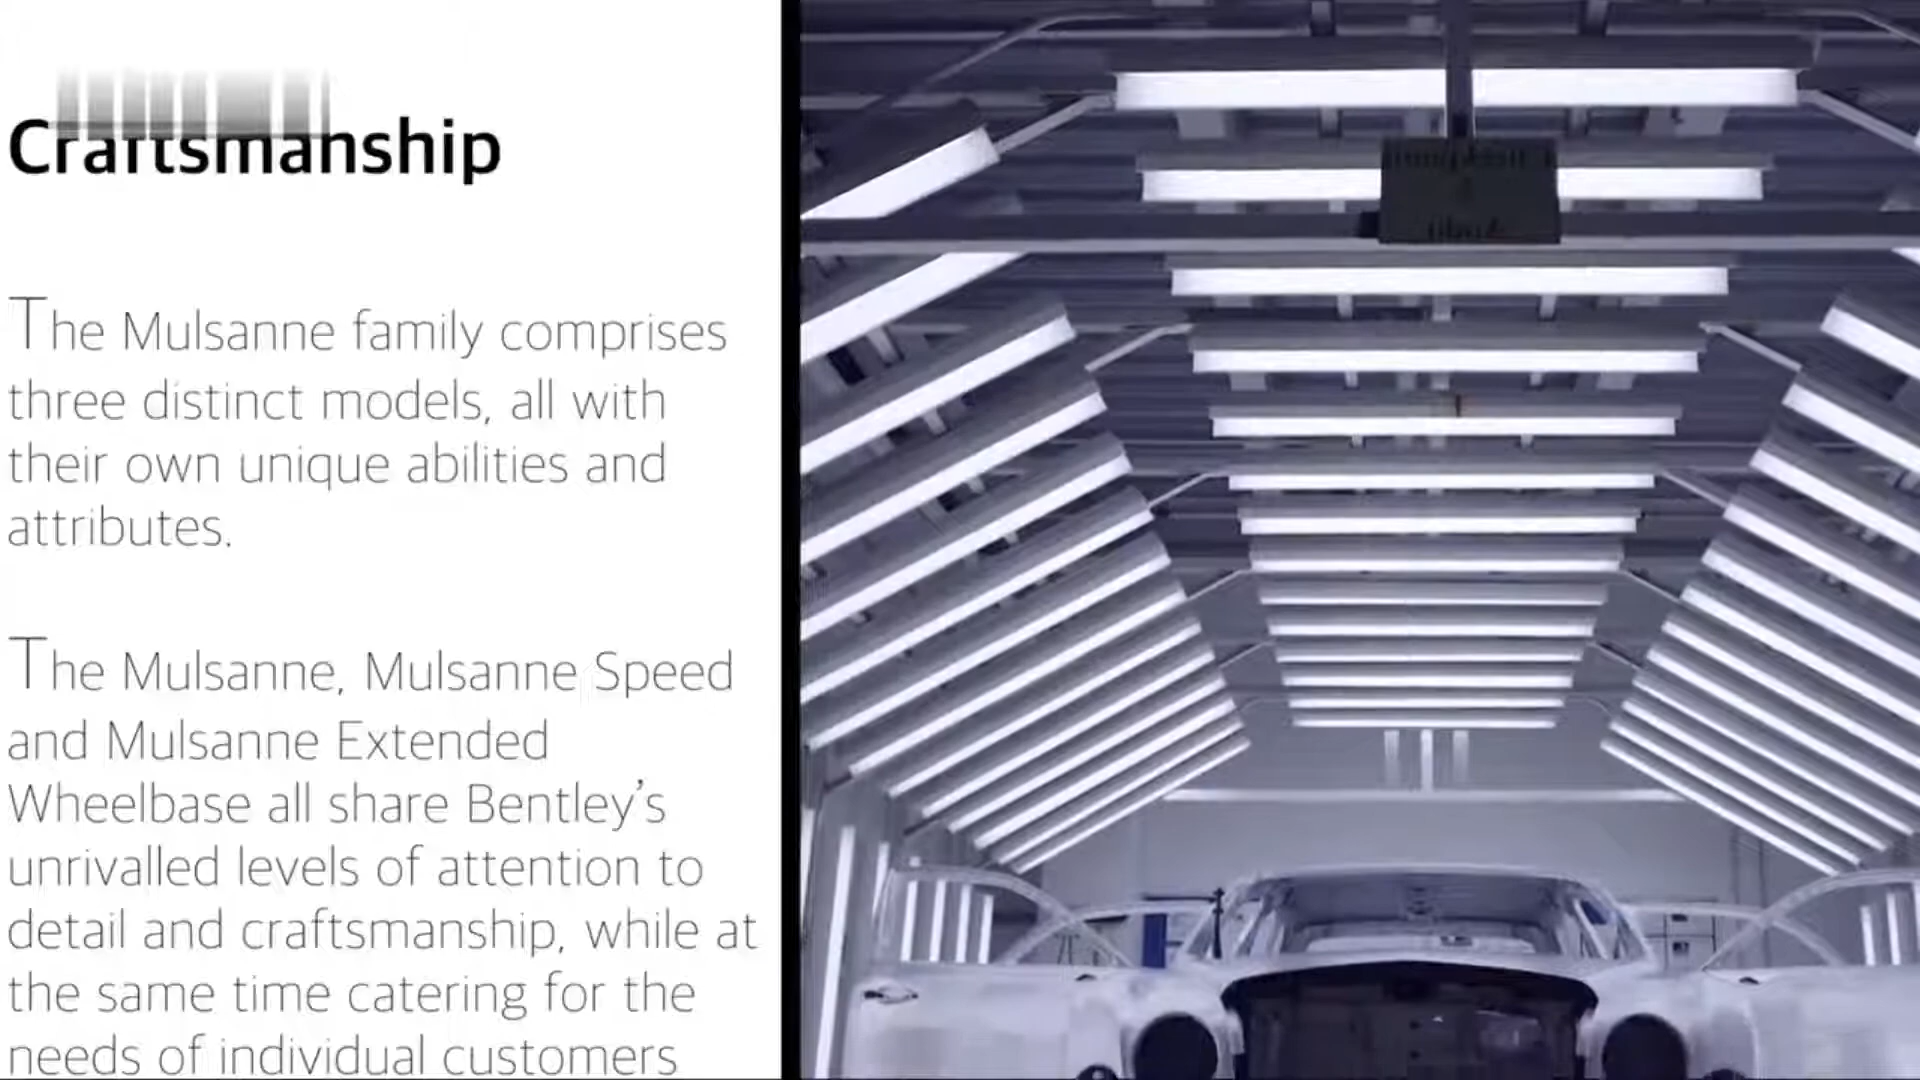 Craftsmanship
The Mulsanne family comprises
three distinct models, all with
their own unique abilities and
attributes.
The Mulsanne, Mulsanne Speed
and Mulsanne Extended
Wheelbase all share Bentley’s
unrivalled levels of attention to
detail and craftsmanship, while at
the same time catering for the
needs of individual customers